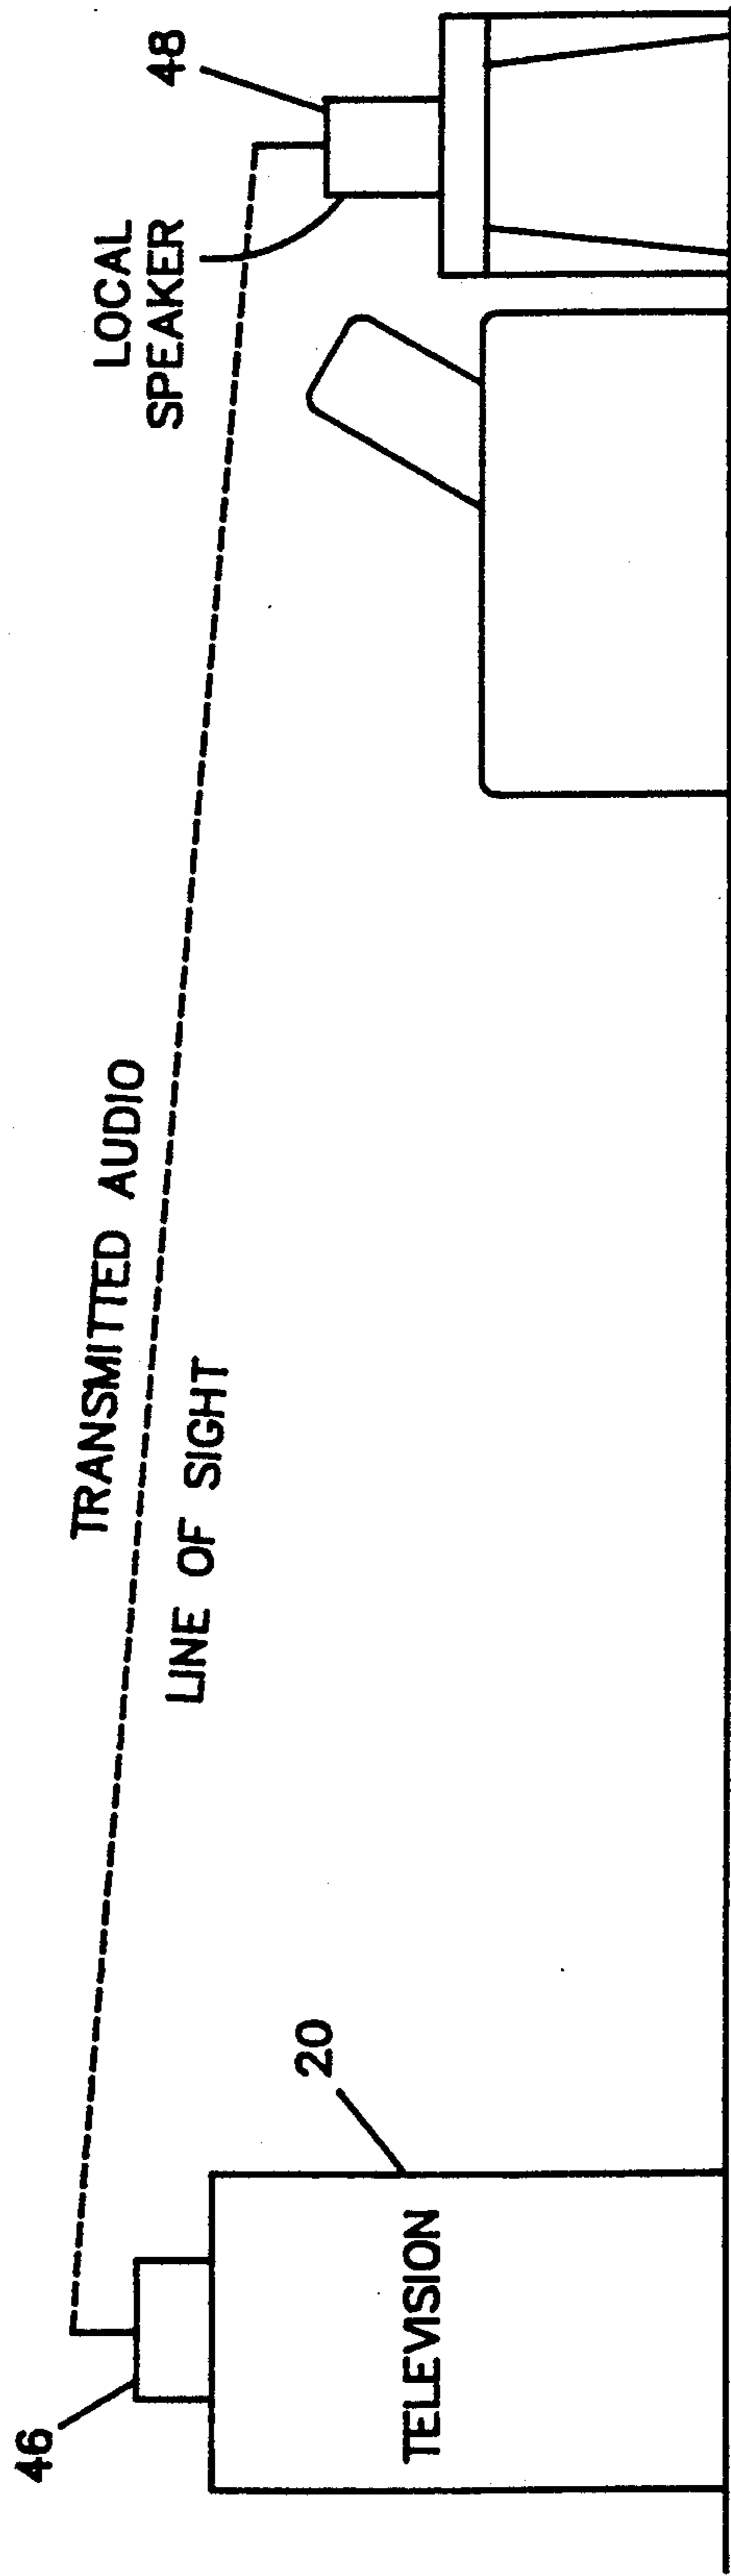 46
TELEVISION
20
TRANSMITTED AUDIO
LINE OF SIGHT
LOCAL
SPEAKER
48